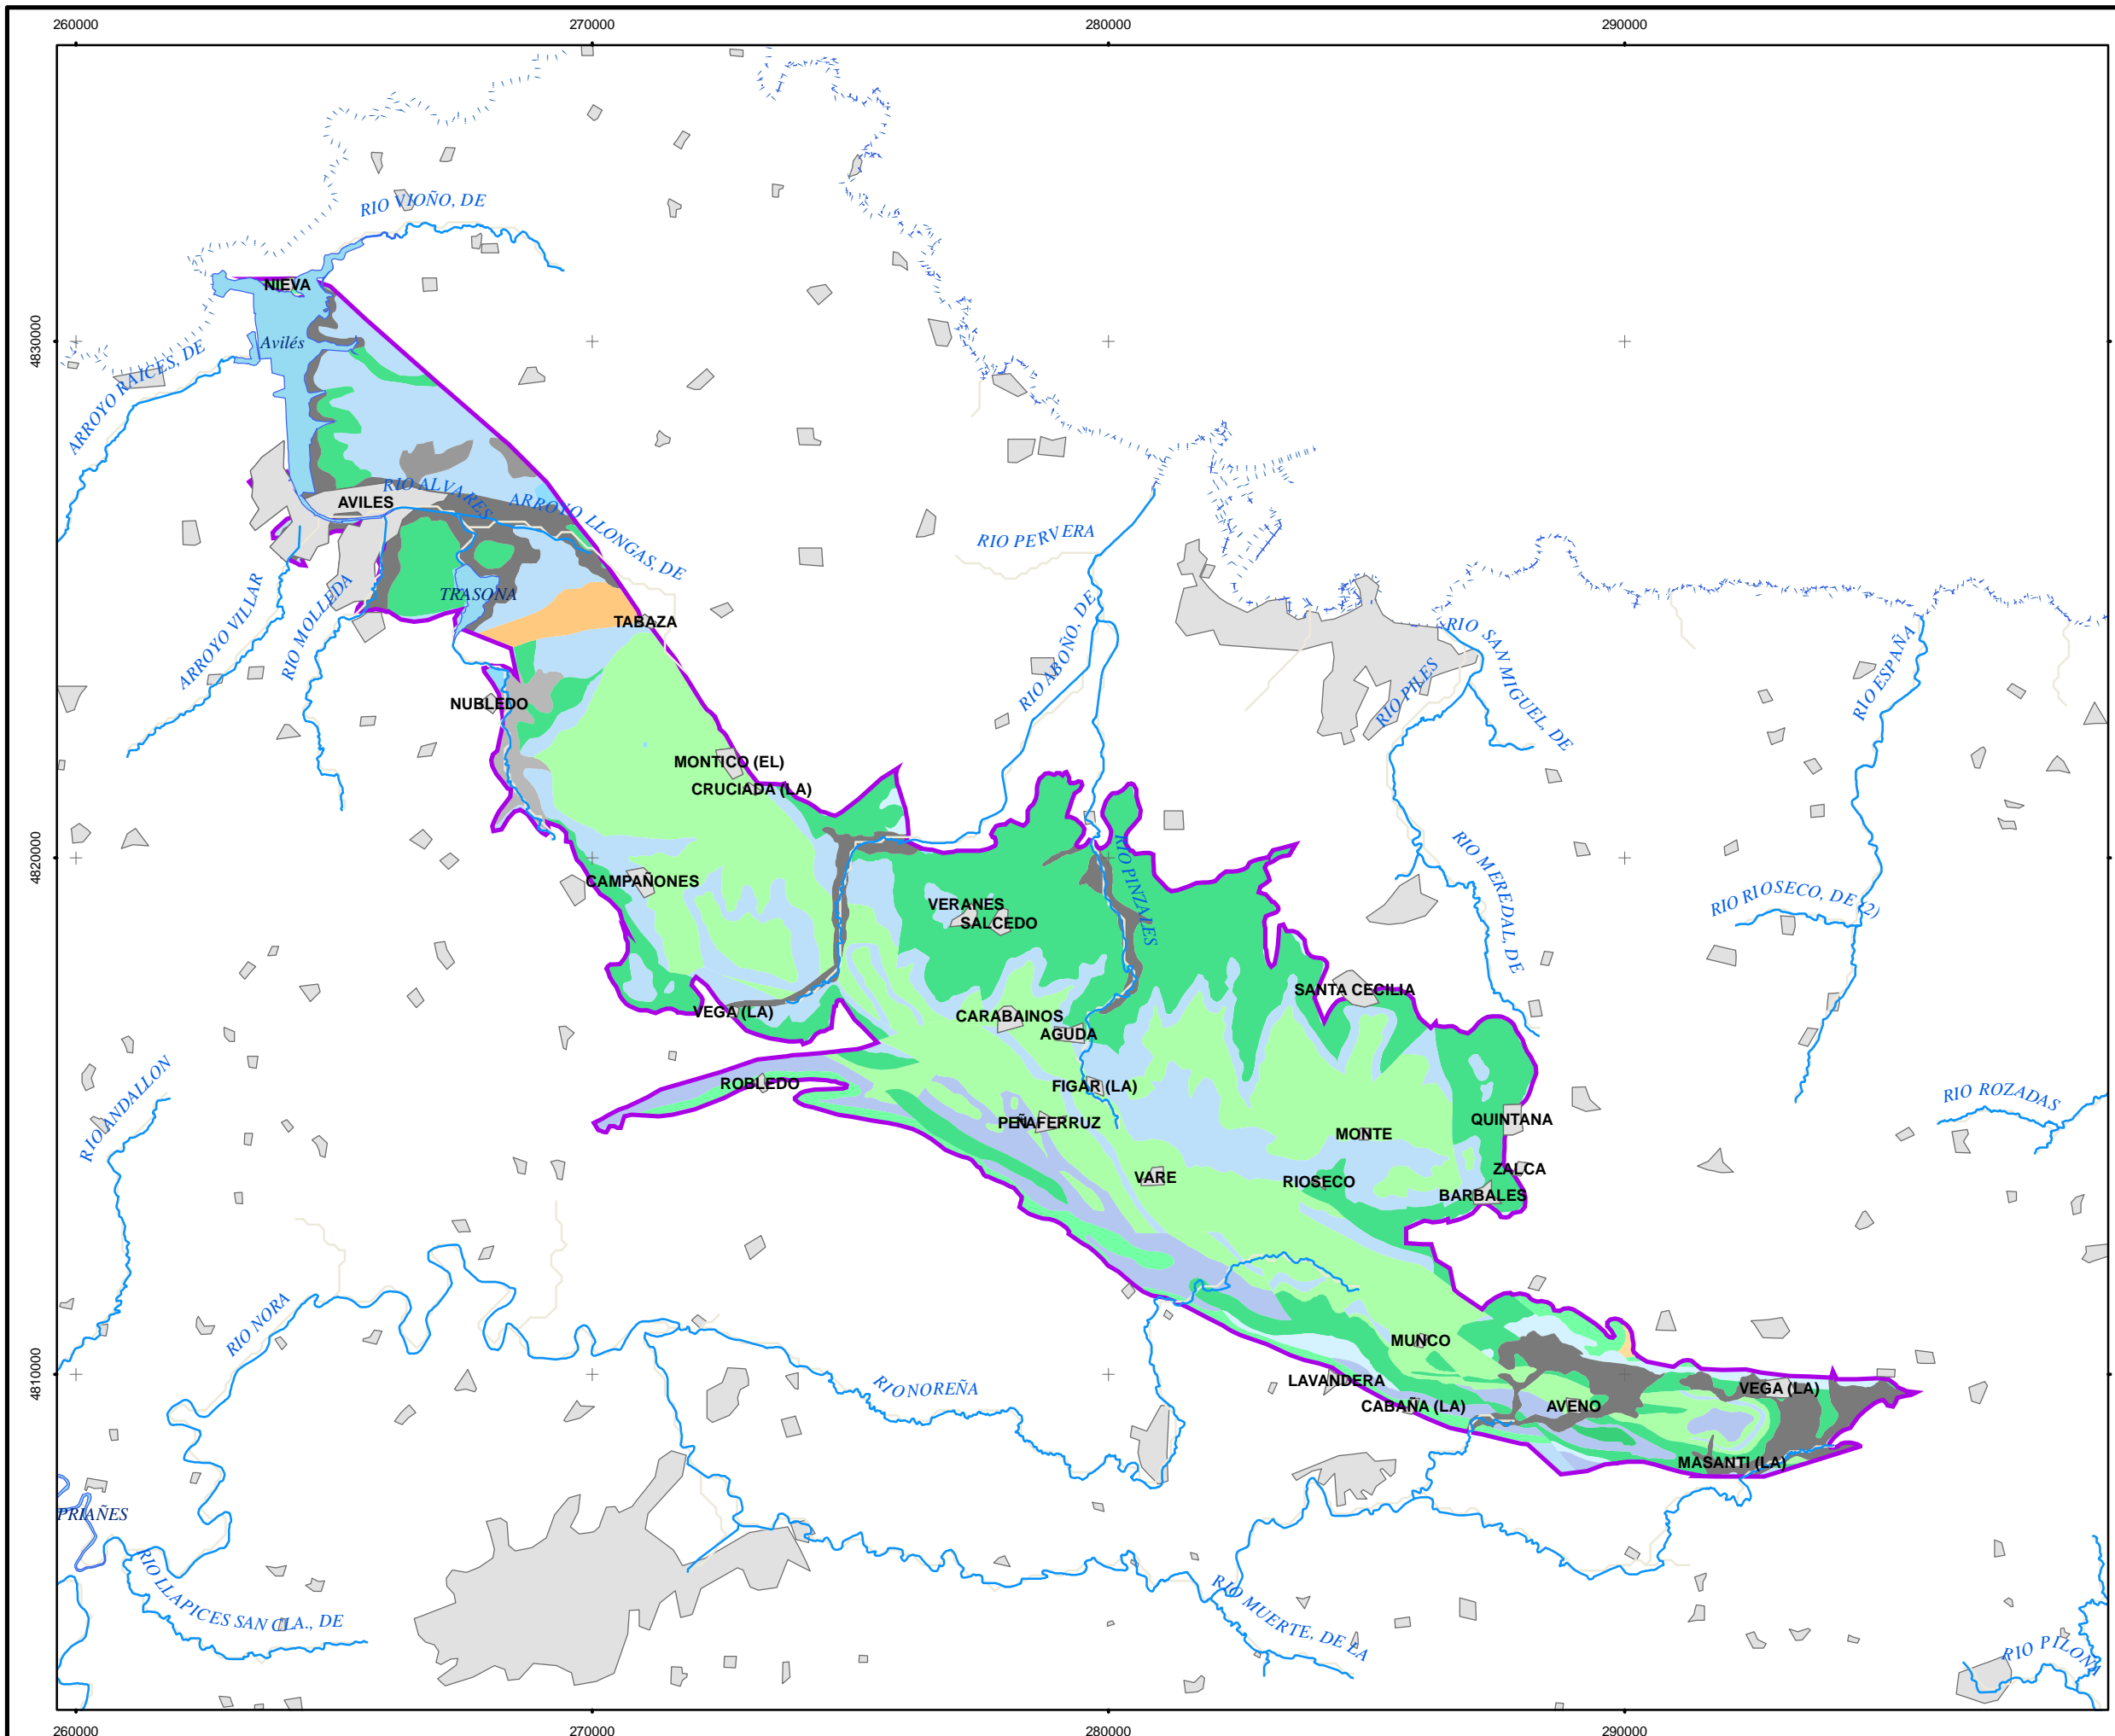 260000
270000
280000
290000
RIO VIOÑO, DE
NIEVA
4830000
Avilés
ARROYO RAICES, DE
RIO ALVARES
AVILES
ARROYO LLONGAS, DE
RIO PERVERA
TRASONA
ARROYO VILLAR
RIO MOLLEDA
TABAZA
RIO ABOÑO, DE
RIO SAN MIGUEL, DE
RIO PILES
RIO ESPAÑA
NUBLEDO
MONTICO (EL)
CRUCIADA (LA)
4820000
RIO PINZALES
RIO MEREDAL, DE
CAMPAÑONES
VERANES
SALCEDO
RIO RIOSECO, DE (2)
SANTA CECILIA
VEGA (LA)
CARABAINOS
AGUDA
RIO ANDALLON
ROBLEDO
FIGAR (LA)
RIO ROZADAS
PEÑAFERRUZ
QUINTANA
MONTE
VARE
RIOSECO
ZALCA
BARBALES
RIO NORA
MUNCO
4810000
RIO NOREÑA
LAVANDERA
VEGA (LA)
CABAÑA (LA)
AVENO
MASANTI (LA)
PRIAÑES
RIO LLAPICES SAN CLA., DE
RIO MUERTE, DE LA
RIO PILOÑA
260000
270000
280000
290000